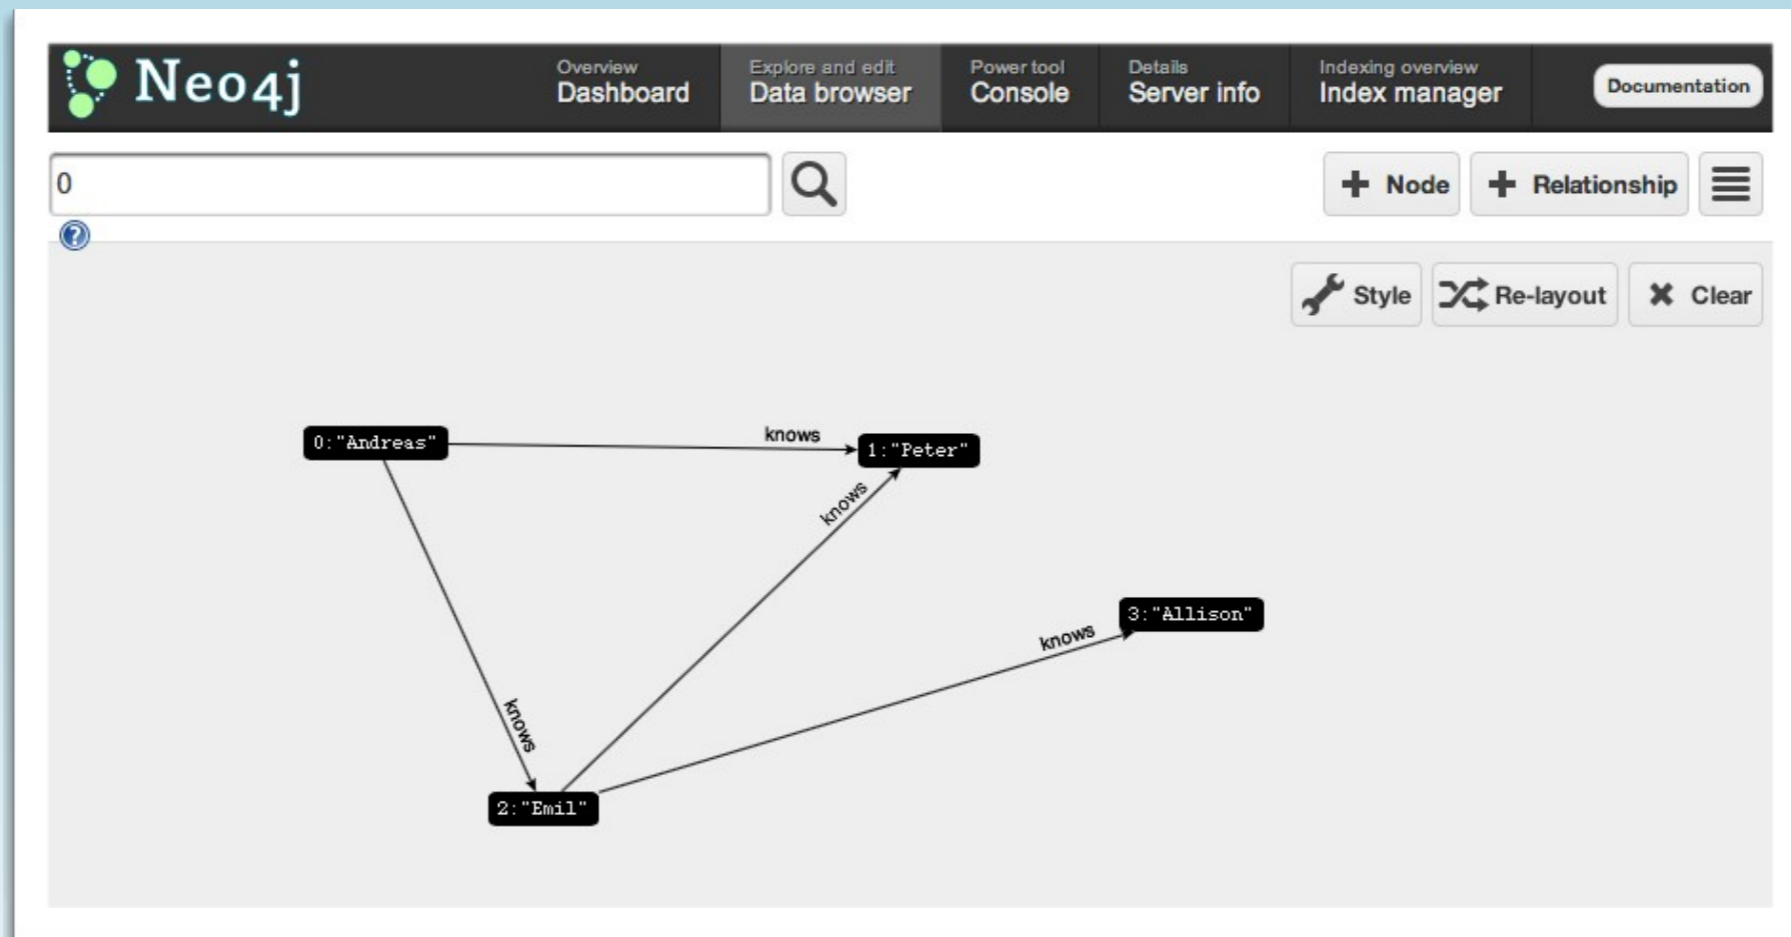 Neo4j
Overview
Dashboard
Explore and edit
Data browser
Power tool
Console
Details
Server info
Indexing overview
Index manager
Documentation
0
+ Node
+ Relationship
?
Style
Re-layout
Clear
0:"Andreas"
knows
1:"Peter"
knows
3:"Allison"
knows
knows
2:"Emil"